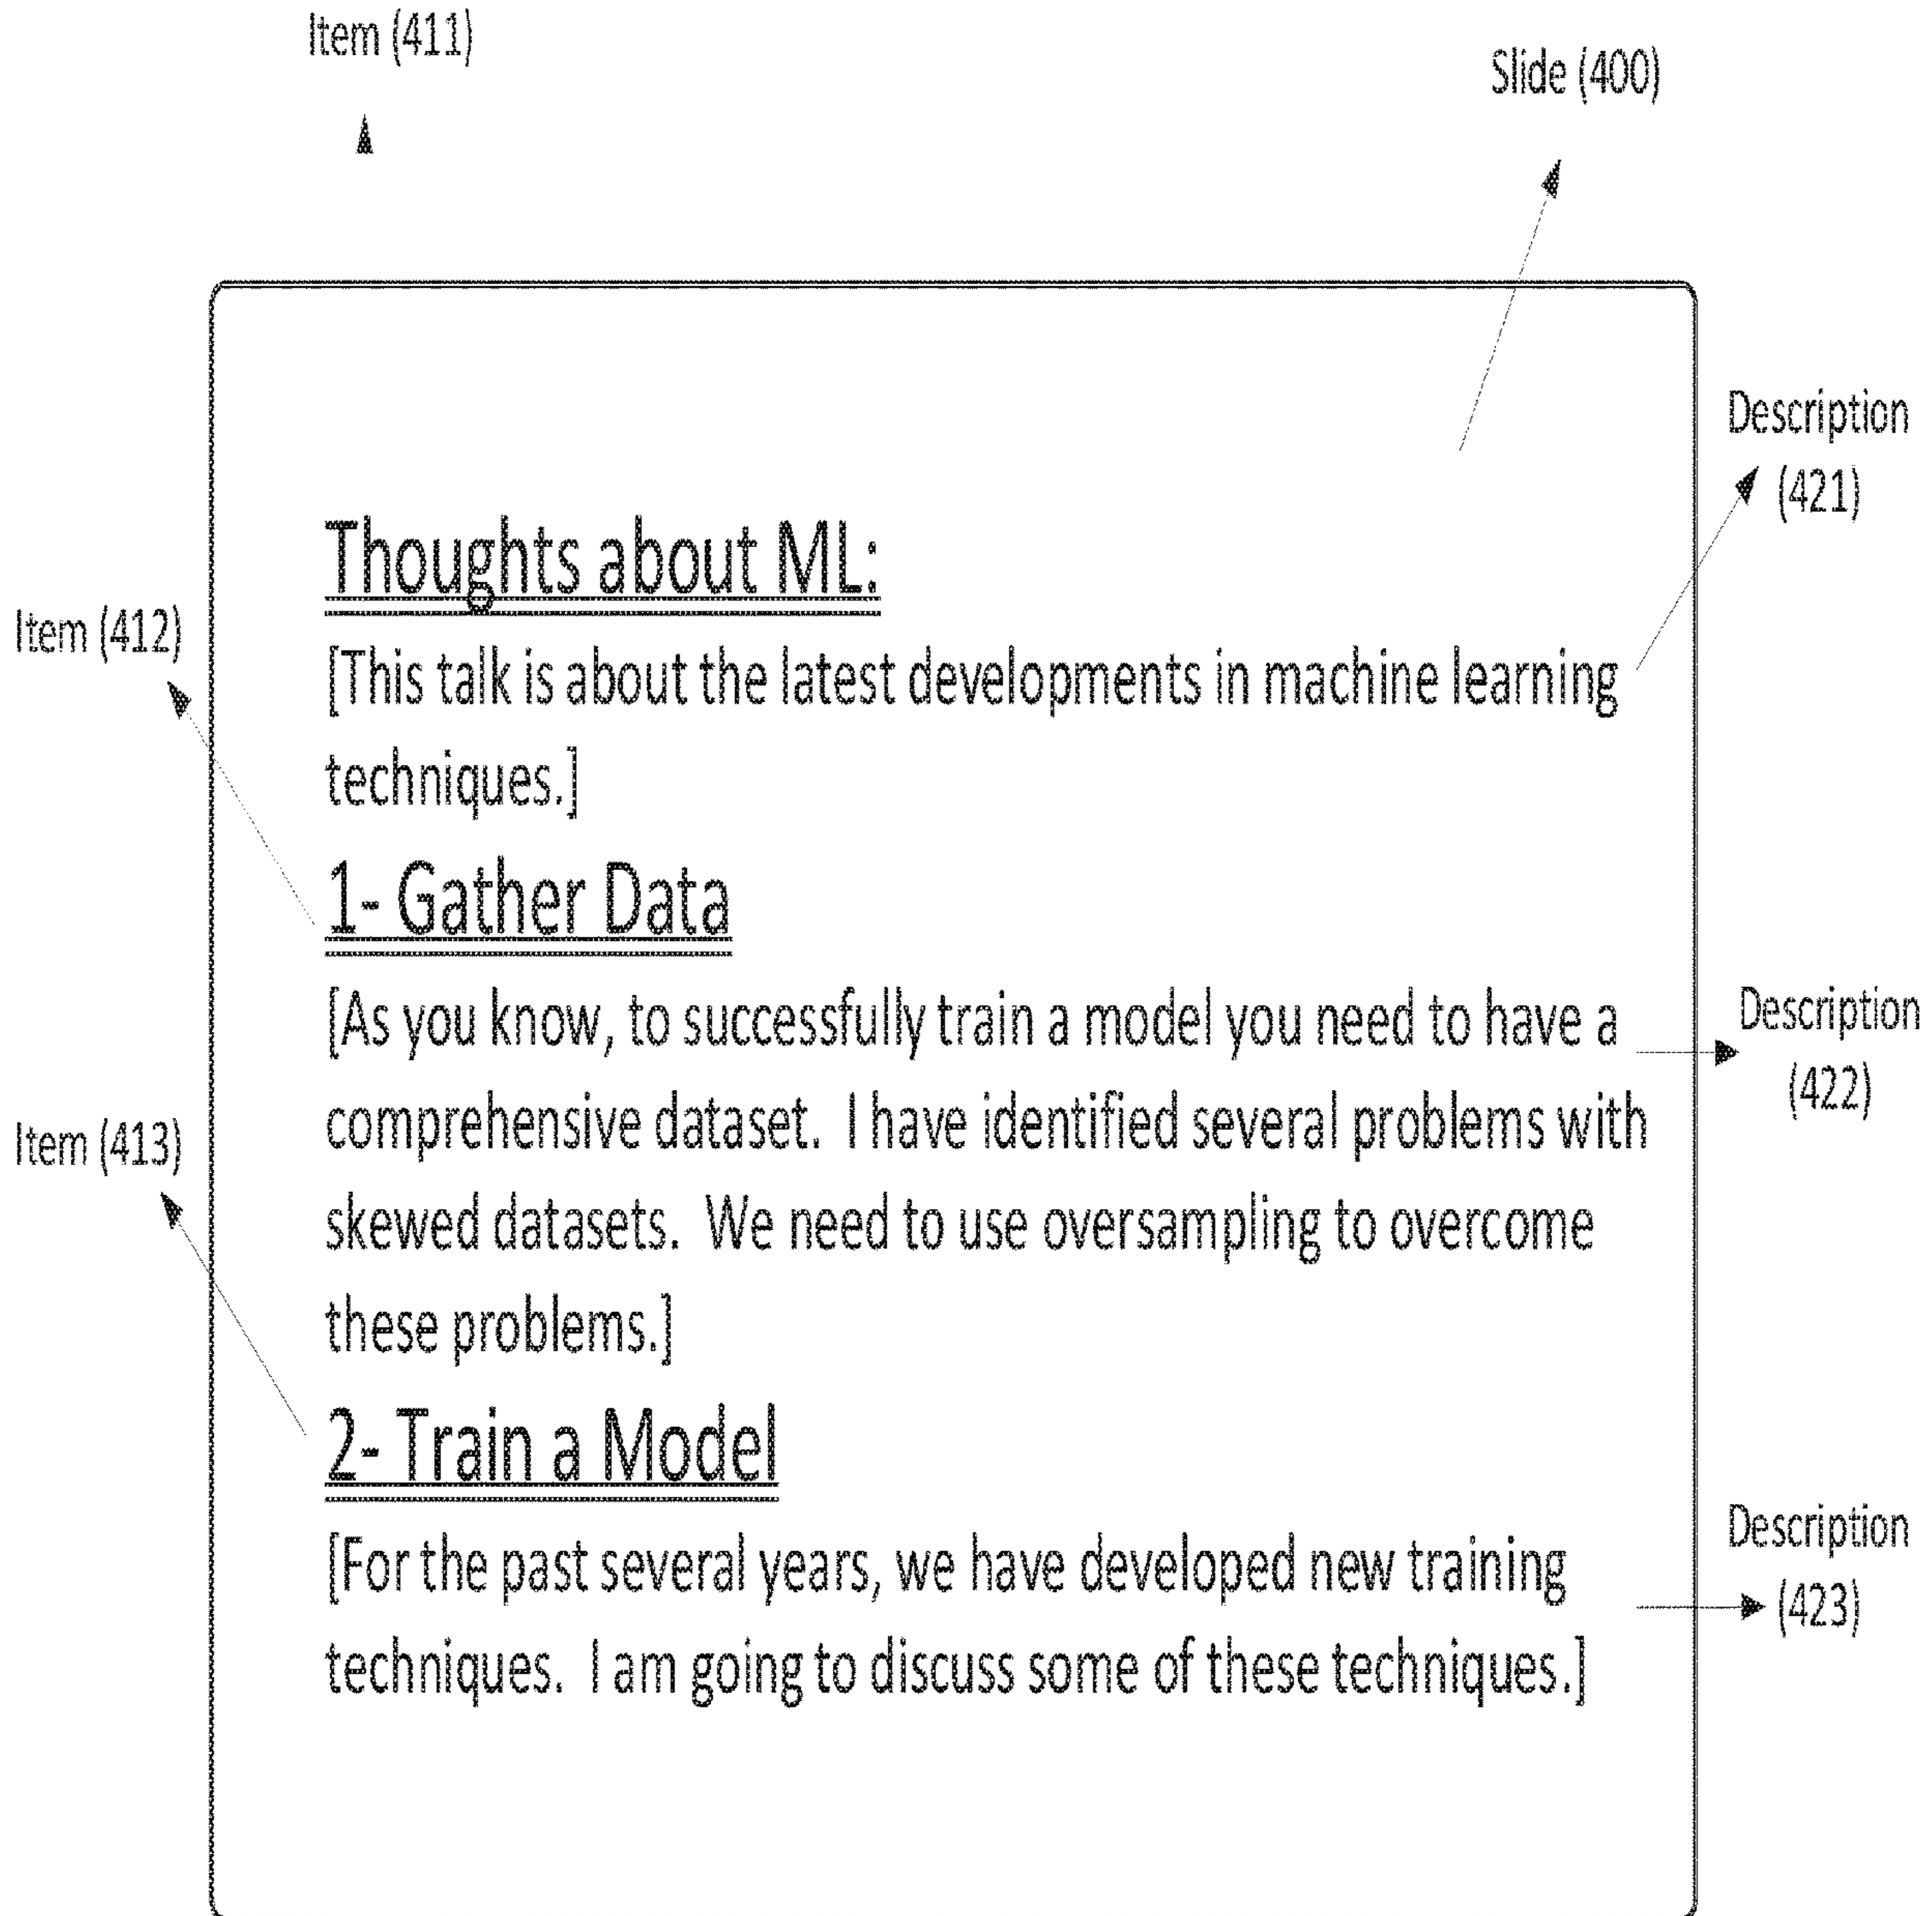 Item (411)
Slide (400)
Description
(421)
Thoughts about ML:
Item (412)
[This talk is about the latest developments in machine learning
techniques.]
1- Gather Data
[As you know, to successfully train a model you need to have a
Description
(422)
comprehensive dataset.  I have identified several problems with
Item (413)
skewed datasets.  We need to use oversampling to overcome
these problems.]
2- Train a Model
[For the past several years, we have developed new training
Description
(423)
techniques.  I am going to discuss some of these techniques.]